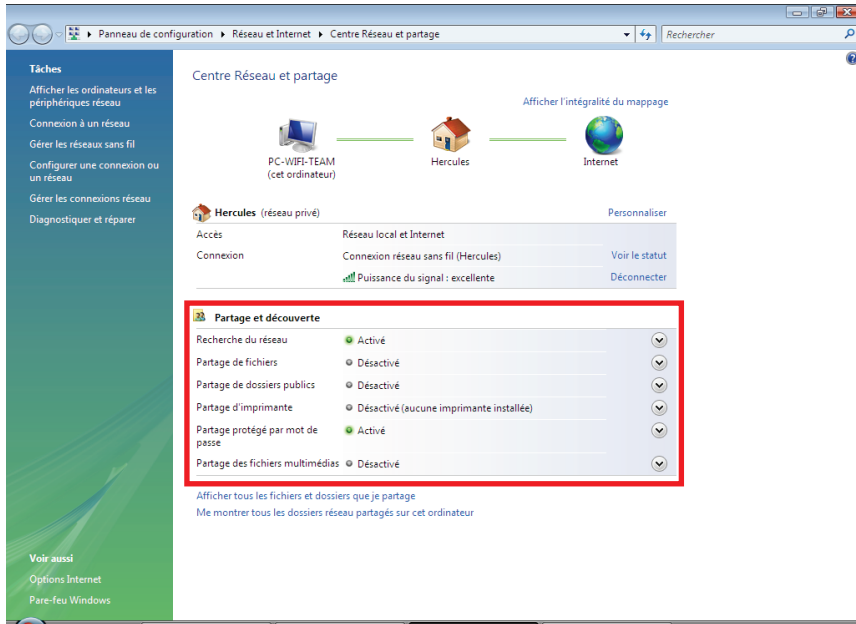 Panneau de configuration ▸ Réseau et Internet ▸ Centre Réseau et partage
Rechercher
Tâches
Afficher les ordinateurs et les
périphériques réseau
Connexion à un réseau
Gérer les réseaux sans fil
Configurer une connexion ou
un réseau
Gérer les connexions réseau
Diagnostiquer et réparer
Voir aussi
Options Internet
Pare-feu Windows
Centre Réseau et partage
Afficher l'intégralité du mappage
PC-WIFI-TEAM
(cet ordinateur)
Hercules
Internet
Hercules (réseau privé)
Personnaliser
Accès
Réseau local et Internet
Connexion
Connexion réseau sans fil (Hercules)
Voir le statut
Puissance du signal : excellente
Déconnecter
Partage et découverte
Recherche du réseau
Activé
Partage de fichiers
Désactivé
Partage de dossiers publics
Désactivé
Partage d'imprimante
Désactivé (aucune imprimante installée)
Partage protégé par mot de
passe
Activé
Partage des fichiers multimédias
Désactivé
Afficher tous les fichiers et dossiers que je partage
Me montrer tous les dossiers réseau partagés sur cet ordinateur